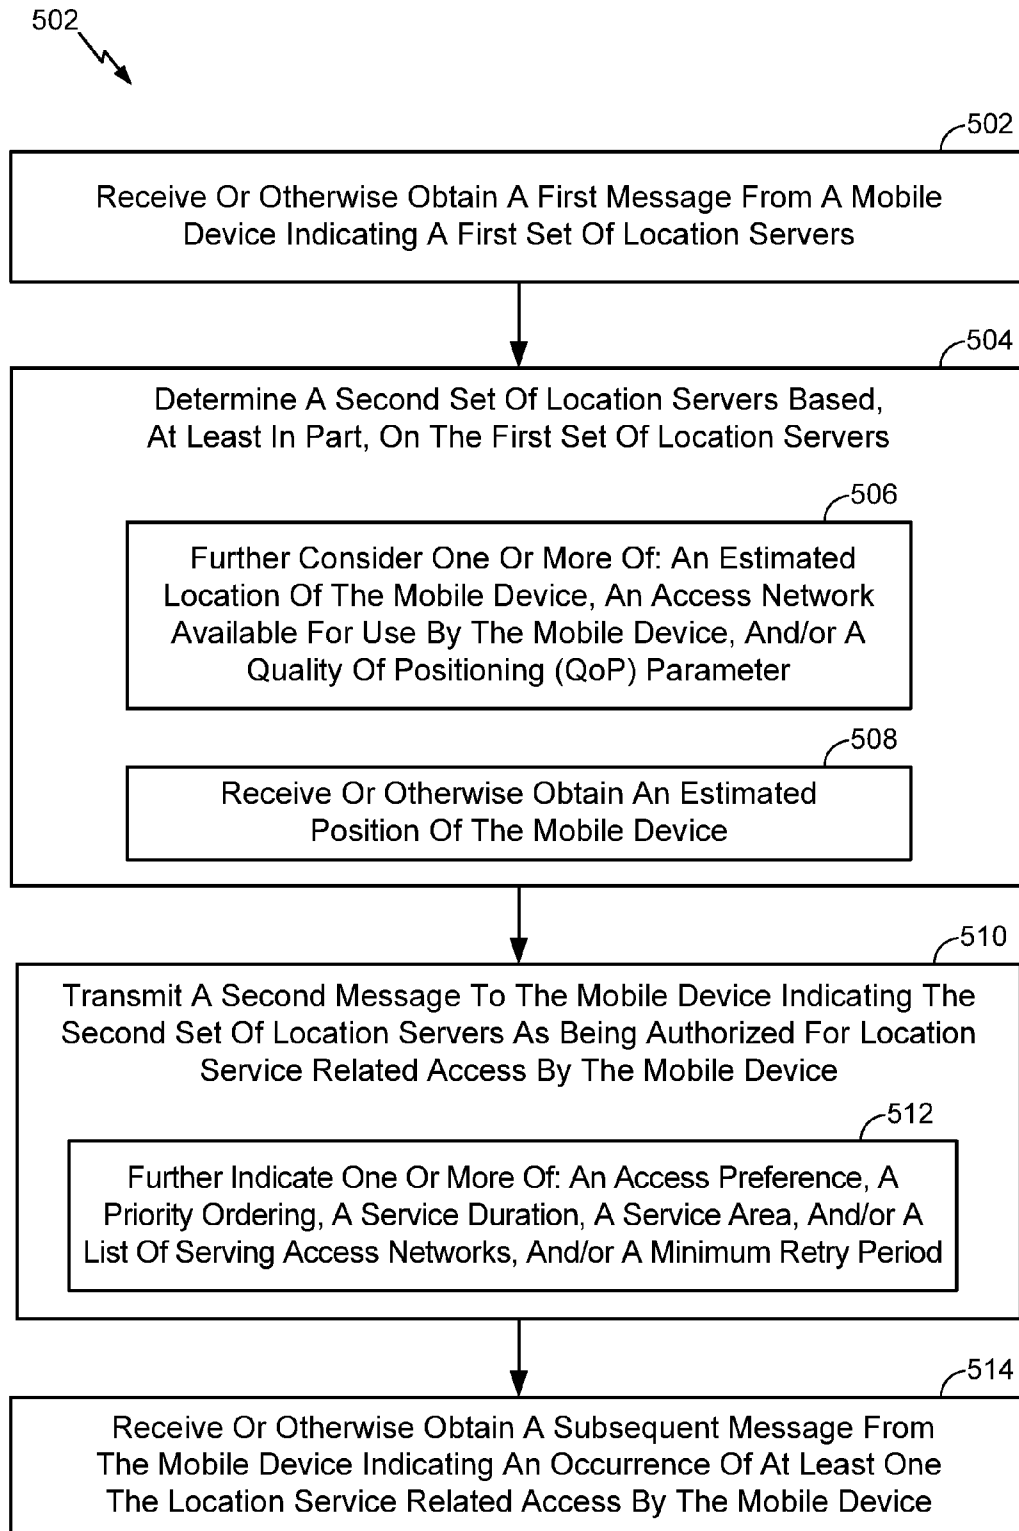 502
502
Receive Or Otherwise Obtain A First Message From A Mobile
Device Indicating A First Set Of Location Servers
504
Determine A Second Set Of Location Servers Based,
At Least In Part, On The First Set Of Location Servers
506
Further Consider One Or More Of: An Estimated
Location Of The Mobile Device, An Access Network
Available For Use By The Mobile Device, And/or A
Quality Of Positioning (QoP) Parameter
508
Receive Or Otherwise Obtain An Estimated
Position Of The Mobile Device
510
Transmit A Second Message To The Mobile Device Indicating The
Second Set Of Location Servers As Being Authorized For Location
Service Related Access By The Mobile Device
512
Further Indicate One Or More Of: An Access Preference, A
Priority Ordering, A Service Duration, A Service Area, And/or A
List Of Serving Access Networks, And/or A Minimum Retry Period
514
Receive Or Otherwise Obtain A Subsequent Message From
The Mobile Device Indicating An Occurrence Of At Least One
The Location Service Related Access By The Mobile Device